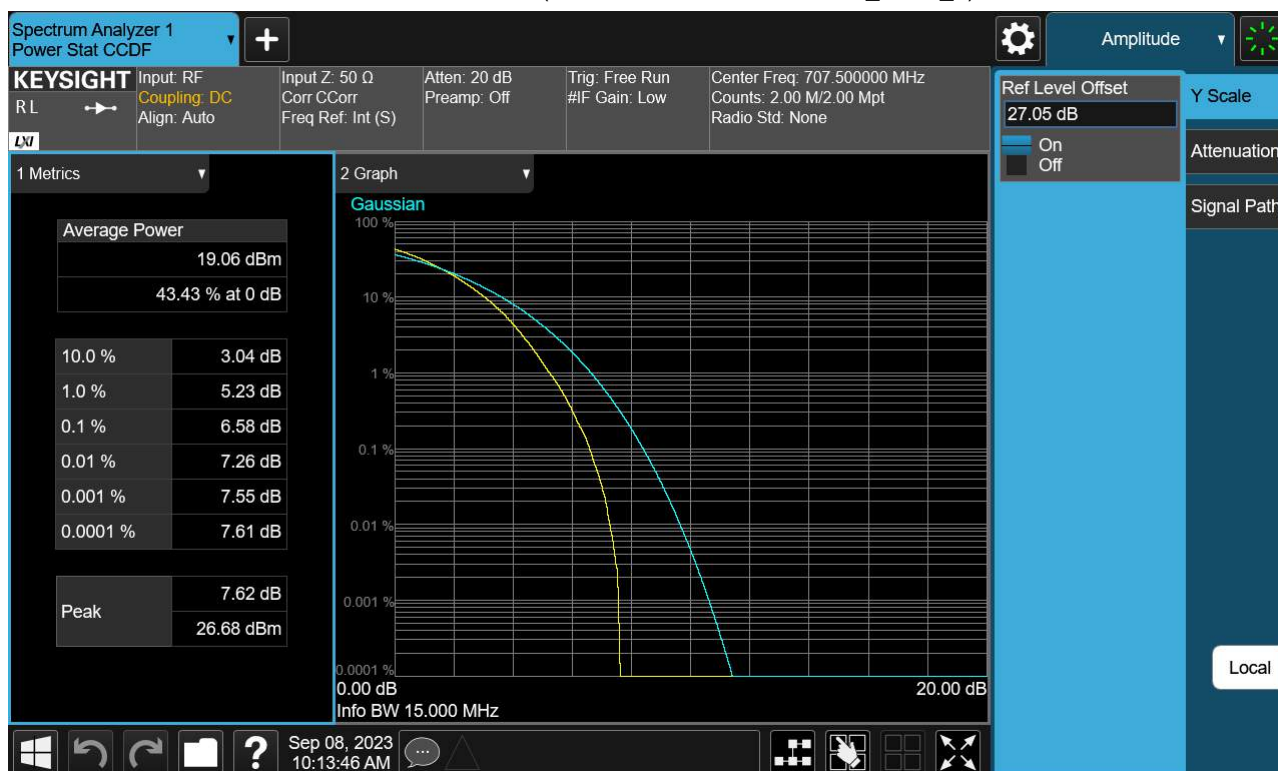 Spectrum Analyzer 1
Power Stat CCDF
Amplitude
KEYSIGHT
R L
LXI
Input: RF
Coupling: DC
Align: Auto
Input Z: 50 Ω
Corr CCorr
Freq Ref: Int (S)
Atten: 20 dB
Preamp: Off
Trig: Free Run
#IF Gain: Low
Center Freq: 707.500000 MHz
Counts: 2.00 M/2.00 Mpt
Radio Std: None
Ref Level Offset
27.05 dB
On
Off
Y Scale
Attenuation
Signal Path
1 Metrics
Average Power
19.06 dBm
43.43 % at 0 dB
10.0 % 3.04 dB
1.0 % 5.23 dB
0.1 % 6.58 dB
0.01 % 7.26 dB
0.001 % 7.55 dB
0.0001 % 7.61 dB
Peak
7.62 dB
26.68 dBm
2 Graph
Gaussian
100 %
10 %
1 %
0.1 %
0.01 %
0.001 %
0.0001 %
0.00 dB 20.00 dB
Info BW 15.000 MHz
Local
?
Sep 08, 2023
10:13:46 AM